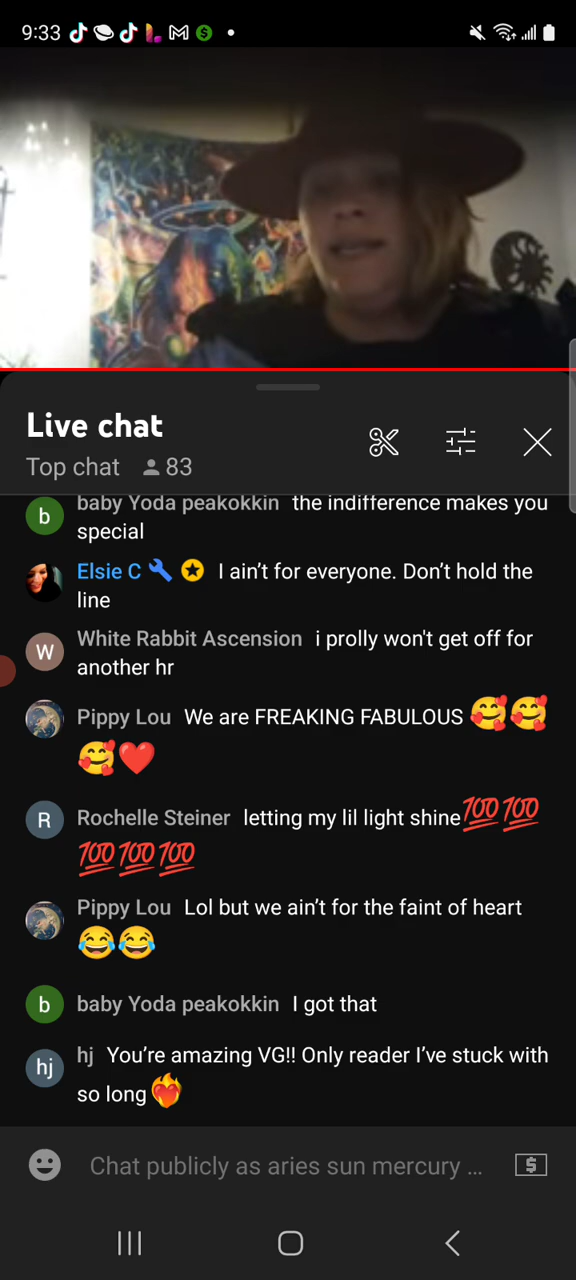 9:33
Live chat
Top chat 83
baby Yoda peakokkin the indifference makes you
special
Elsie C I ain’t for everyone. Don’t hold the
line
W White Rabbit Ascension i prolly won't get off for
another hr
Pippy Lou We are FREAKING FABULOUS 🥰🥰
🥰❤️
R Rochelle Steiner letting my lil light shine💯💯
💯💯💯
Pippy Lou Lol but we ain’t for the faint of heart
😂😂
b baby Yoda peakokkin I got that
hj hj You’re amazing VG!! Only reader I’ve stuck with
so long❤️‍🔥
Chat publicly as aries sun mercury ...